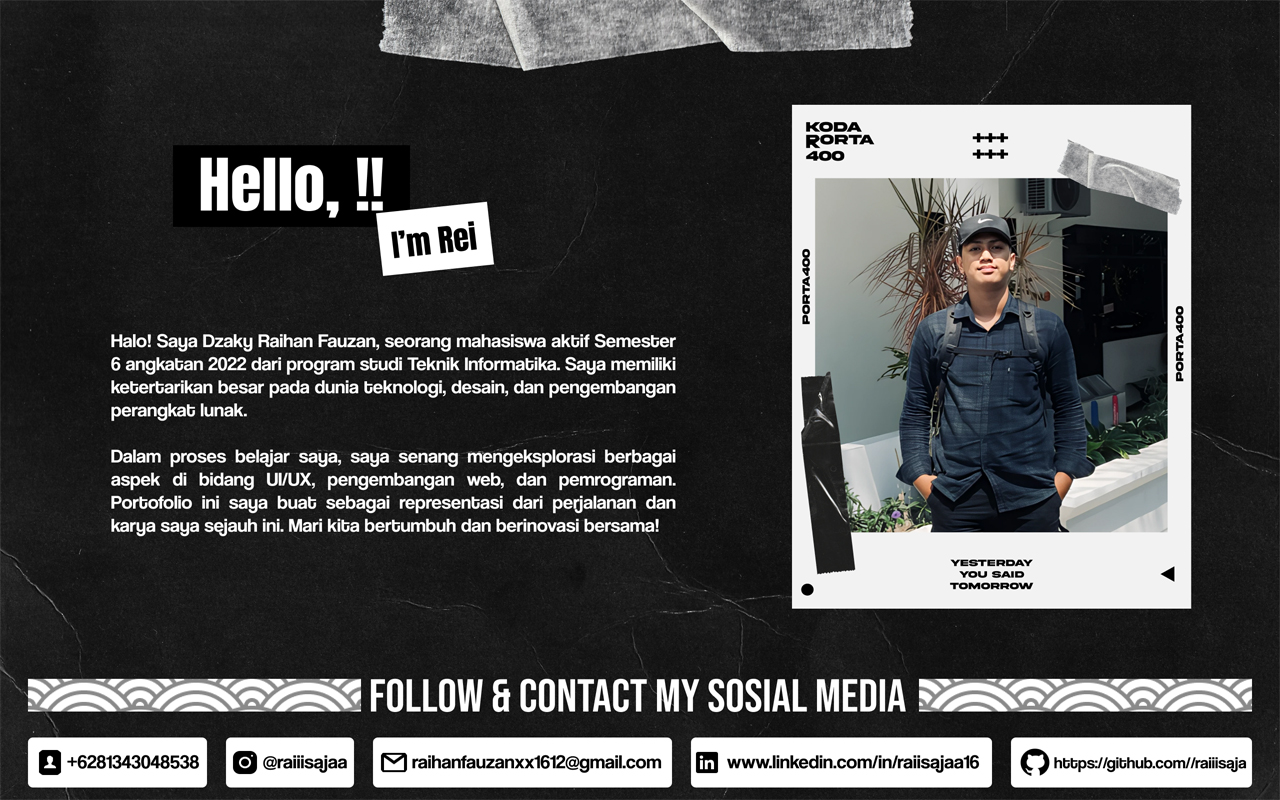 Hello, !!
I'm Rei
Halo! Saya Dzaky Raihan Fauzan, seorang mahasiswa aktif Semester
6 angkatan 2022 dari program studi Teknik Informatika. Saya memiliki
ketertarikan besar pada dunia teknologi, desain, dan pengembangan
perangkat lunak.
Dalam proses belajar saya, saya senang mengeksplorasi berbagai
aspek di bidang UI/UX, pengembangan web, dan pemrograman.
Portofolio ini saya buat sebagai representasi dari perjalanan dan
karya saya sejauh ini. Mari kita bertumbuh dan berinovasi bersama!
KODA
RORTA
400
+++
+++
PORTA400
PORTA400
YESTERDAY
YOU SAID
TOMORROW
FOLLOW & CONTACT MY SOSIAL MEDIA
+6281343048538
@raiiisajaa
raihanfauzanxx1612@gmail.com
www.linkedin.com/in/raiisajaa16
https://github.com//raiiisaja